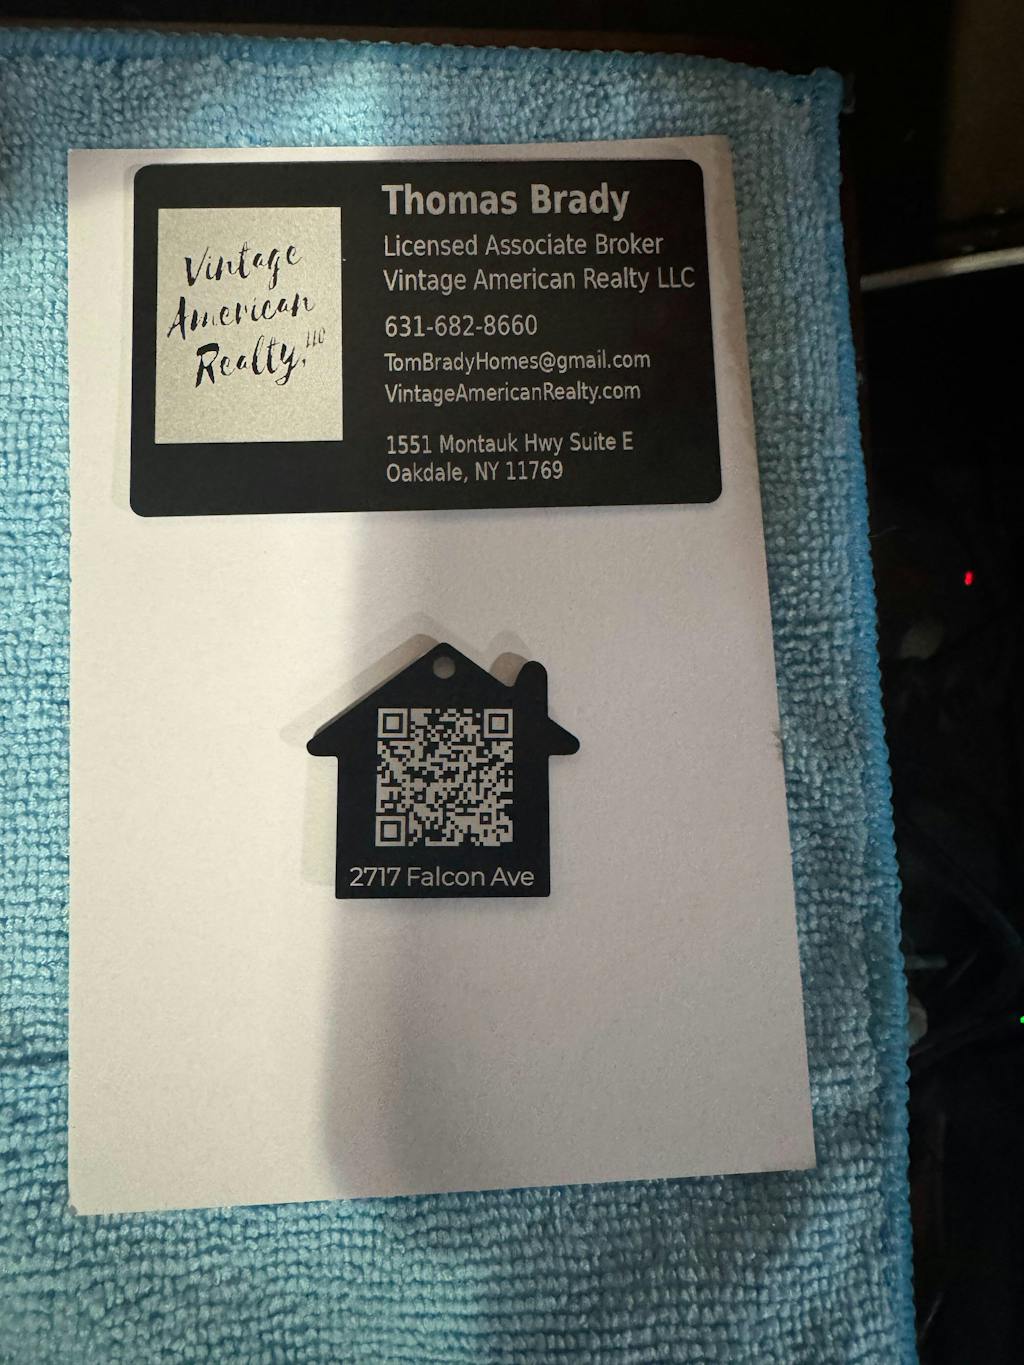 Vintage
American
Realty, LLC
Thomas Brady
Licensed Associate Broker
Vintage American Realty LLC
631-682-8660
TomBradyHomes@gmail.com
VintageAmericanRealty.com
1551 Montauk Hwy Suite E
Oakdale, NY 11769
2717 Falcon Ave